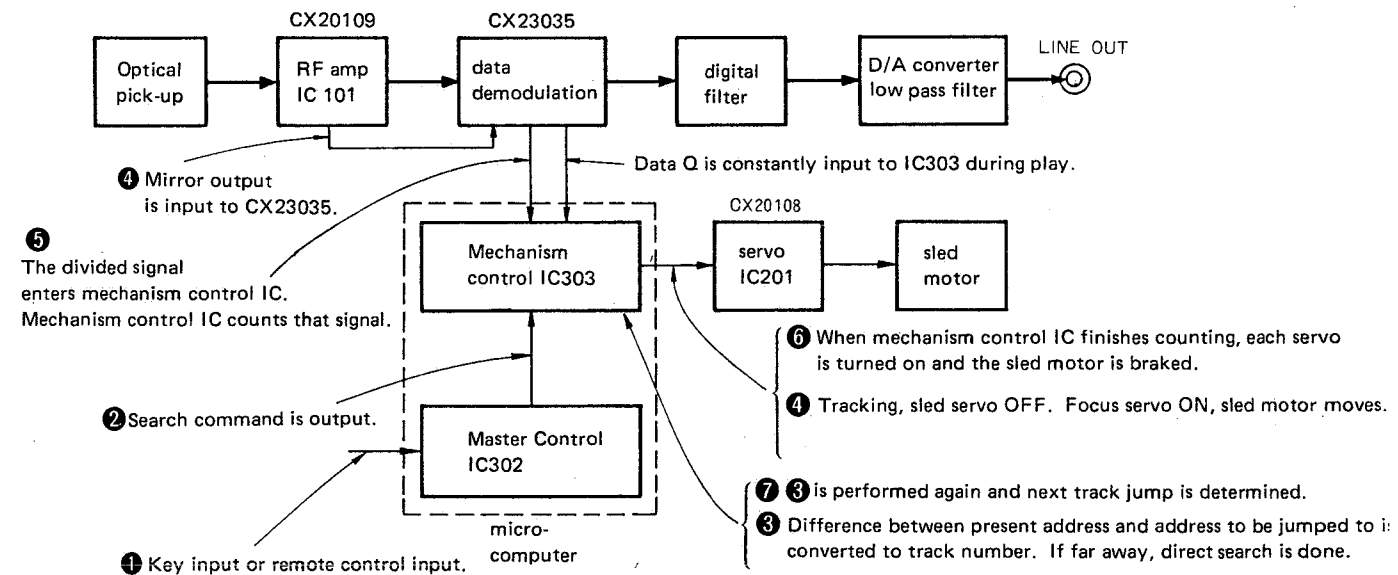 CX20109
CX23035
Optical
pick-up
RF amp
IC 101
data
demodulation
digital
filter
D/A converter
low pass filter
LINE OUT
❹ Mirror output
is input to CX23035.
Data Q is constantly input to IC303 during play.
❺
The divided signal
enters mechanism control IC.
Mechanism control IC counts that signal.
Mechanism
control IC303
CX20108
servo
IC201
sled
motor
❻ When mechanism control IC finishes counting, each servo
is turned on and the sled motor is braked.
❹ Tracking, sled servo OFF. Focus servo ON, sled motor moves.
❷ Search command is output.
Master Control
IC302
micro-
computer
❼ ❸ is performed again and next track jump is determined.
❸ Difference between present address and address to be jumped to is
converted to track number. If far away, direct search is done.
❶ Key input or remote control input.